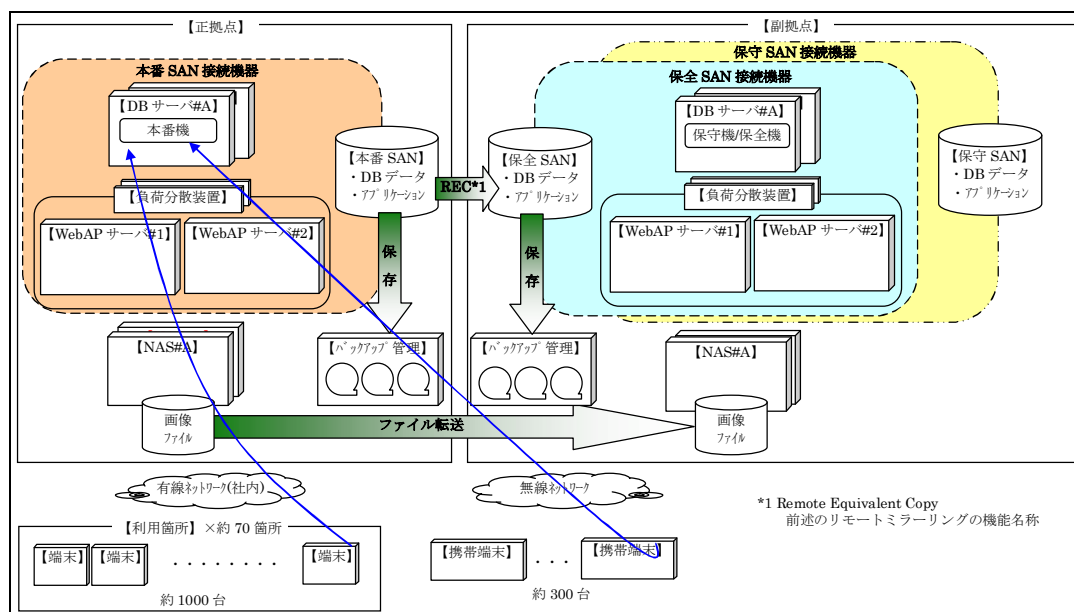 【正拠点】
【副拠点】
本番 SAN 接続機器
保守 SAN 接続機器
保全 SAN 接続機器
【DB サーバ#A】
本番機
【DB サーバ#A】
保守機/保全機
【本番 SAN】
・DB データ
・アプリケーション
REC*1
【保全 SAN】
・DB データ
・アプリケーション
【保守 SAN】
・DB データ
・アプリケーション
【負荷分散装置】
【負荷分散装置】
【WebAP サーバ#1】
【WebAP サーバ#2】
【WebAP サーバ#1】
【WebAP サーバ#2】
保存
保存
【NAS#A】
【バックアップ管理】
【バックアップ管理】
【NAS#A】
画像
ファイル
ファイル転送
画像
ファイル
有線ネットワーク(社内)
無線ネットワーク
*1 Remote Equivalent Copy
前述のリモートミラーリングの機能名称
【利用箇所】×約 70 箇所
【端末】
【端末】
・・・・・・・・
【端末】
約 1000 台
【携帯端末】
・・・
【携帯端末】
約 300 台